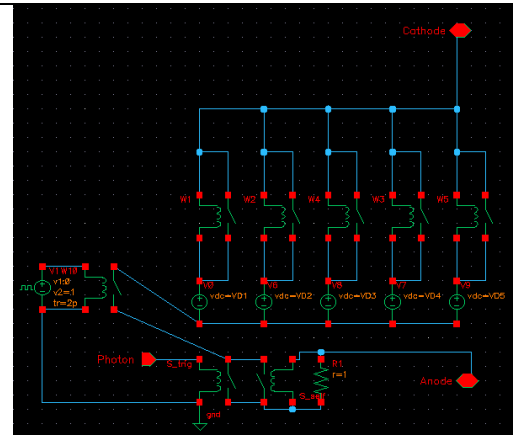 Cathode
W1 W2 W4 W3 W5
V1 W10
v1:0
v2=.1
tr=2p
V0 V6 V8 V7 V9
vdc=VD1 vdc=VD2 vdc=VD3 vdc=VD4 vdc=VD5
Photon
S_trig
R1
r=1
Anode
gnd